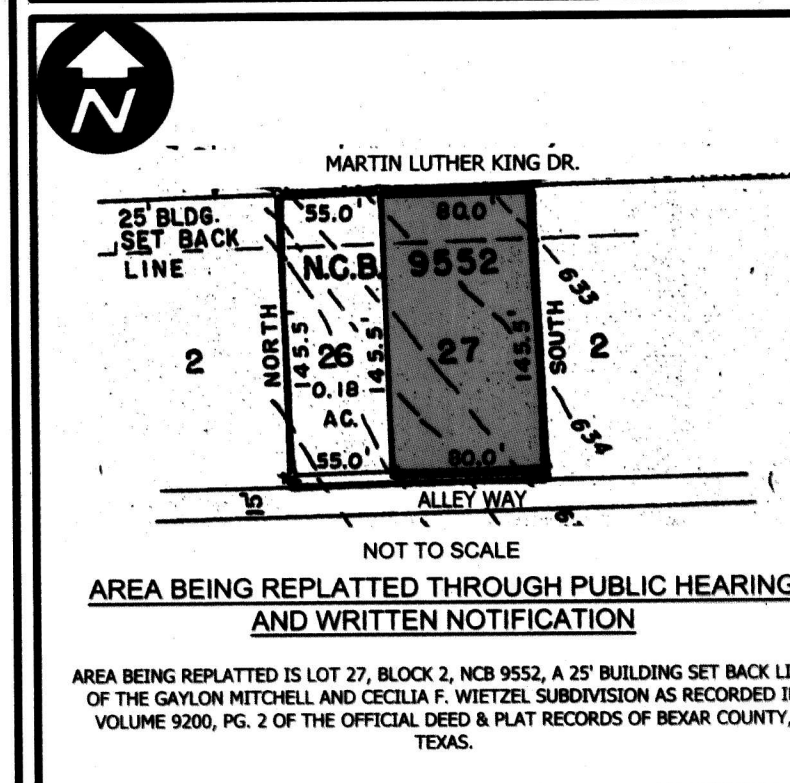 N
MARTIN LUTHER KING DR.
25' BLDG.
SET BACK
LINE
55.0'
80.0'
N.C.B. 9552
633
2
NORTH
145.5'
26
0.18
AC.
145.5'
27
145.5'
SOUTH
2
634
55.0'
80.0'
15'
ALLEY WAY
NOT TO SCALE
AREA BEING REPLATTED THROUGH PUBLIC HEARING
AND WRITTEN NOTIFICATION
AREA BEING REPLATTED IS LOT 27, BLOCK 2, NCB 9552, A 25' BUILDING SET BACK LI
OF THE GAYLON MITCHELL AND CECILIA F. WIETZEL SUBDIVISION AS RECORDED I
VOLUME 9200, PG. 2 OF THE OFFICIAL DEED & PLAT RECORDS OF BEXAR COUNTY,
TEXAS.